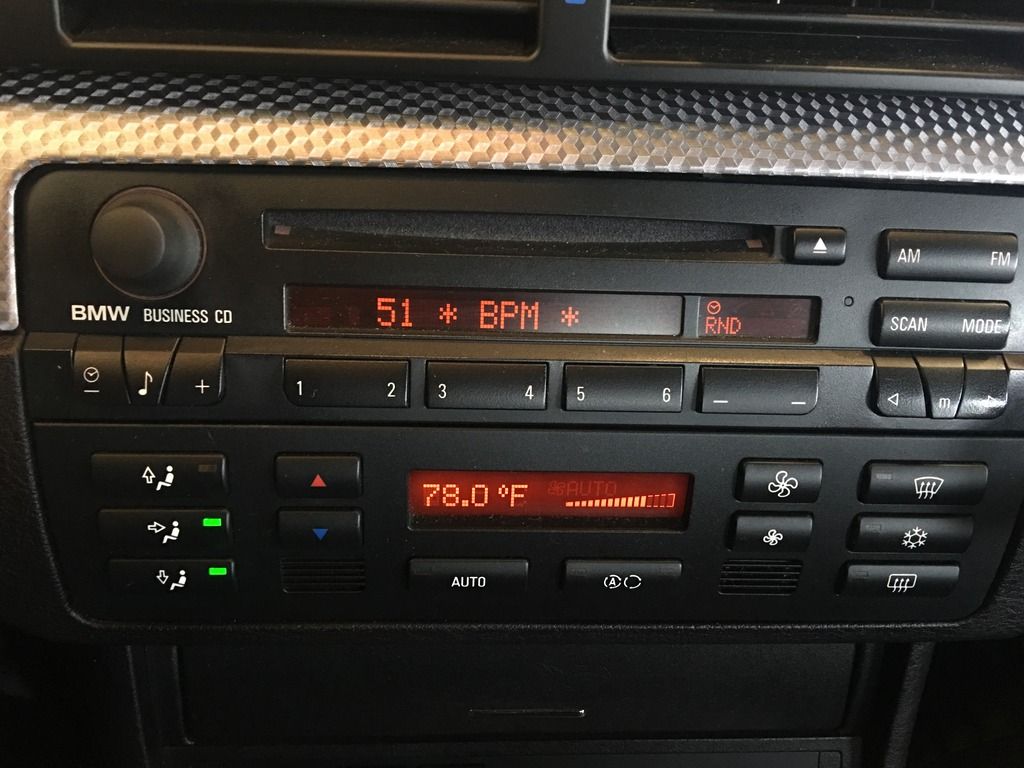 AM FM
51 * BPM *
RND
BMW BUSINESS CD
SCAN MODE
+
1 2 3 4 5 6
m
78.0 °F
AUTO
AUTO
A